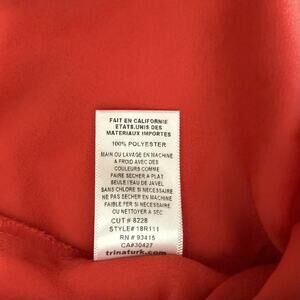 FAIT EN CALIFORNIE
ETATS.UNIS DES
MATERIAUX IMPORTES
100% POLYESTER
MAIN OU LAVAGE EN MACHINE
A FROID AVEC DES
COULEURS COMME
FAIRE SECHER A PLAT
SEULE L'EAU DE JAVEL
SANS CHLORE SI NECESSAIRE
NE PAS SECHER EN MACHINE
FAIBLE FER SI NECESSAIRE
OU NETTOYER A SEC
CUT # 8228
STYLE# 1BR111
RN # 93415
CA#30427
trinaturk.com